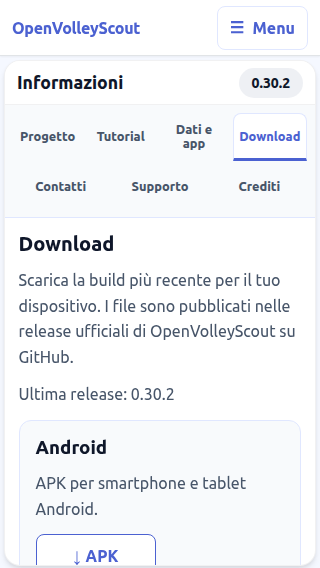 OpenVolleyScout
☰ Menu
Informazioni
0.30.2
Progetto
Tutorial
Dati e
app
Download
Contatti
Supporto
Crediti
Download
Scarica la build più recente per il tuo
dispositivo. I file sono pubblicati nelle
release ufficiali di OpenVolleyScout su
GitHub.
Ultima release: 0.30.2
Android
APK per smartphone e tablet
Android.
↓ APK